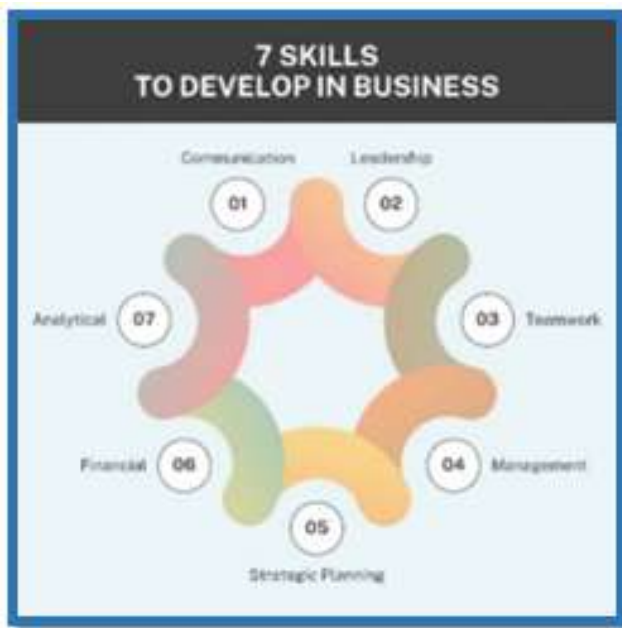 7 SKILLS
TO DEVELOP IN BUSINESS
Communication
01
Leadership
02
03
Teamwork
04
Management
05
Strategic Planning
Financial
06
Analytical
07